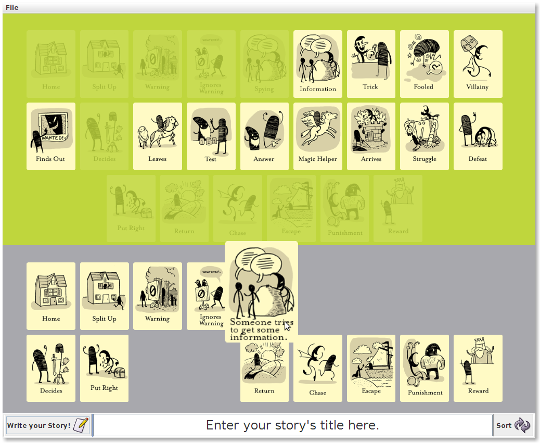 File
Home
Split Up
Warning
Ignores
Warning
Spying
Information
Trick
Fooled
Villainy
WANTED!
Finds Out
Decides
Leaves
Test
Answer
Magic Helper
Arrives
Struggle
Defeat
Put Right
Return
Chase
Escape
Punishment
Reward
Home
Split Up
Warning
Ignores
Warning
Someone tries
to get some
information.
Decides
Put Right
Return
Chase
Escape
Punishment
Reward
Write your Story!
Enter your story's title here.
Sort